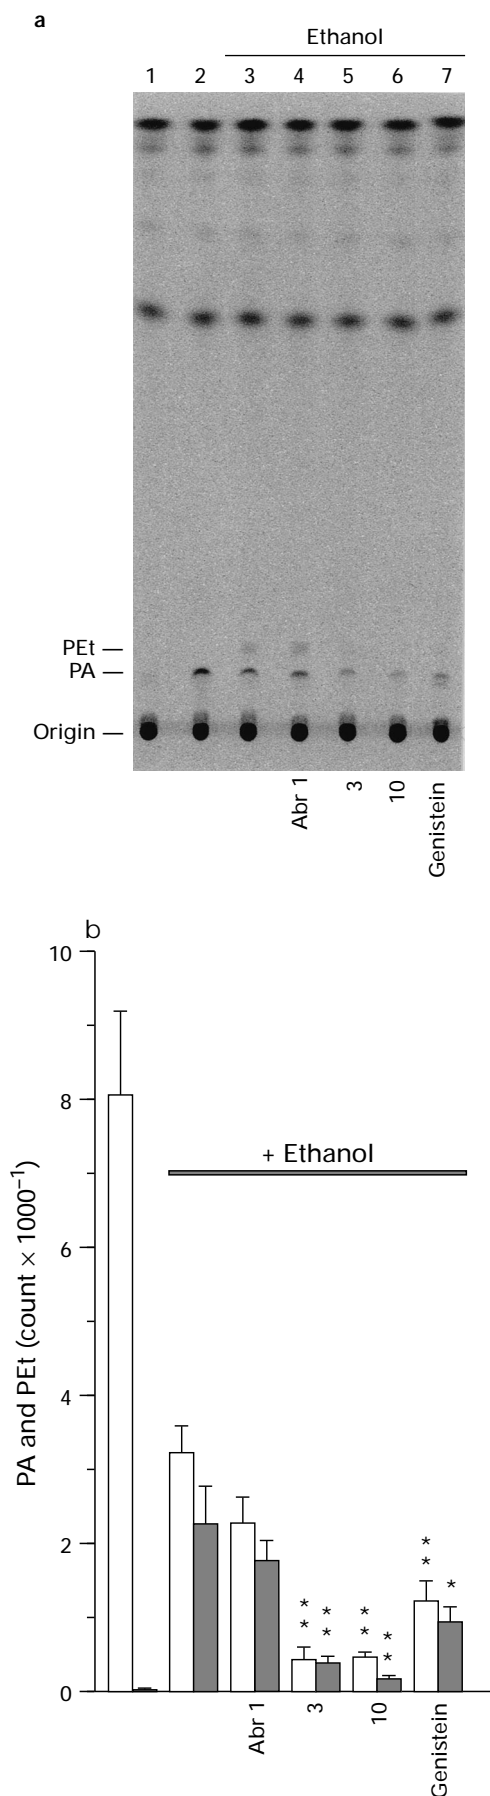 a
Ethanol
1 2 3 4 5 6 7
PEt
PA
Origin
Abr 1
3
10
Genistein
b
PA and PEt (count × 1000⁻¹)
10
8
+ Ethanol
6
4
2
* * * * * * * * * * *
0
Abr 1
3
10
Genistein